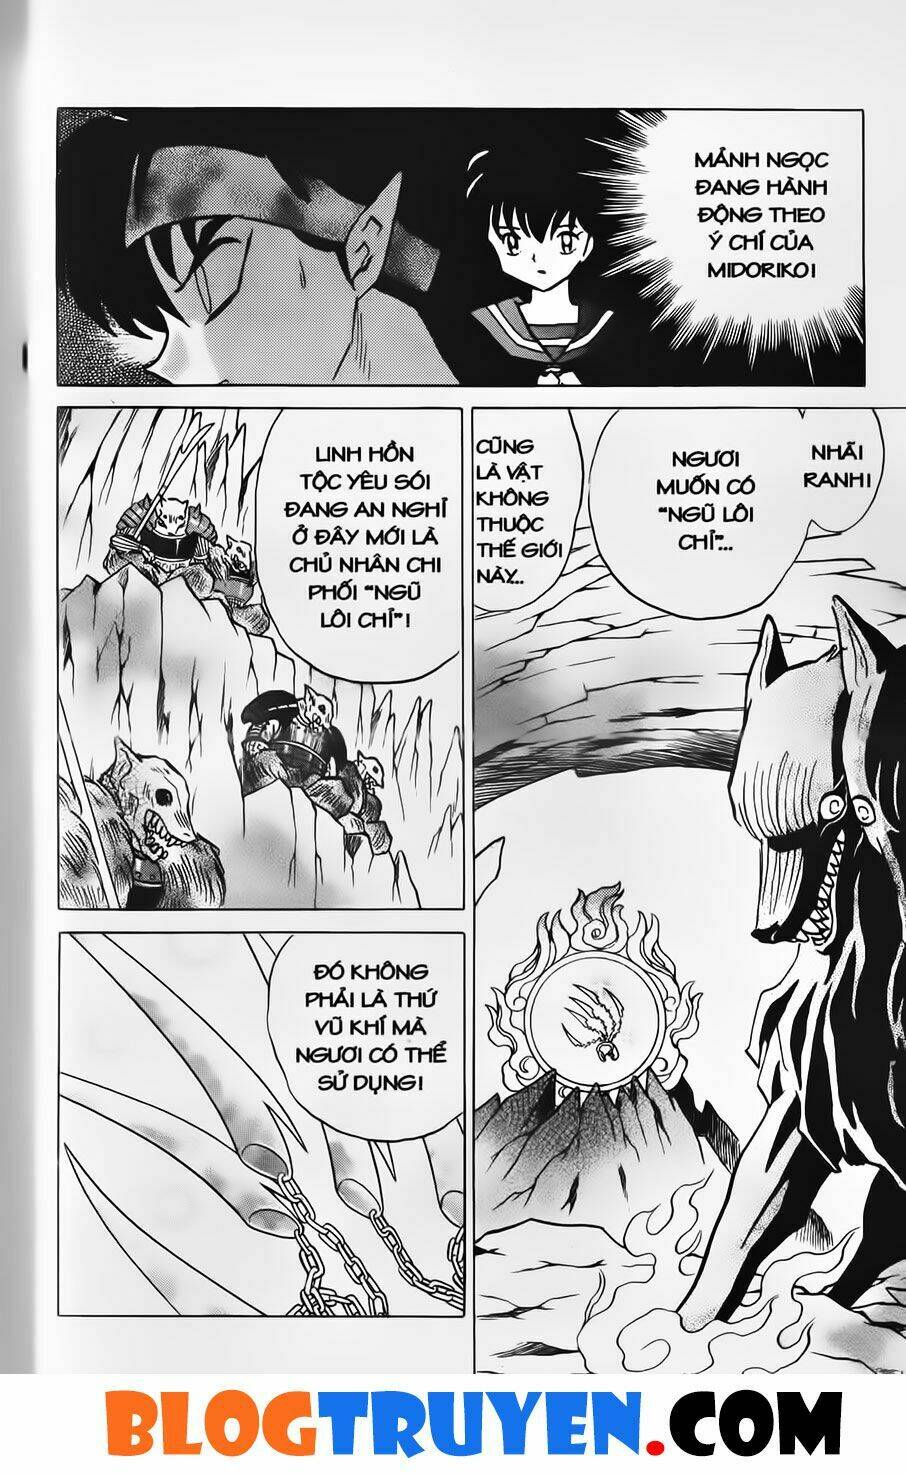 MẢNH NGỌC
ĐANG HÀNH
ĐỘNG THEO
Ý CHÍ CỦA
MIDORIKO!
NHÃI
RANH!
NGƯƠI
MUỐN CÓ
"NGŨ LÔI
CHỈ"...
CŨNG
LÀ VẬT
KHÔNG
THUỘC
THẾ GIỚI
NÀY..
LINH HỒN
TỘC YÊU SÓI
ĐANG AN NGHỈ
Ở ĐÂY MỚI LÀ
CHỦ NHÂN CHI
PHỐI "NGŨ
LÔI CHỈ"!
ĐÓ KHÔNG
PHẢI LÀ THỨ
VŨ KHÍ MÀ
NGƯƠI CÓ THỂ
SỬ DỤNG!
BLOGTRUYEN.COM